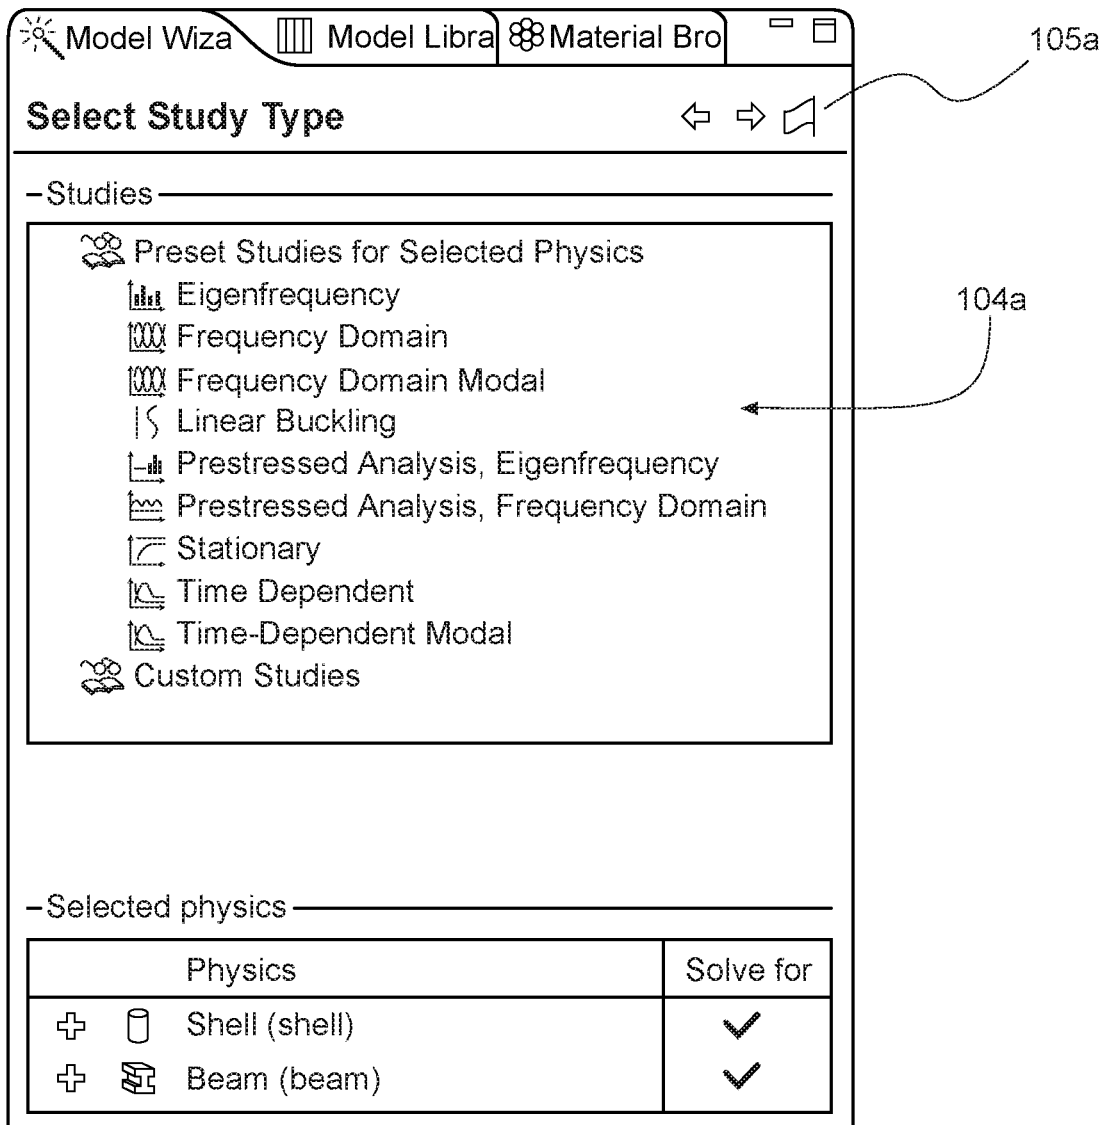 Model Wiza Model Libra Material Bro
105a
Select Study Type
Studies
Preset Studies for Selected Physics
Eigenfrequency
104a
Frequency Domain
Frequency Domain Modal
Linear Buckling
Prestressed Analysis, Eigenfrequency
Prestressed Analysis, Frequency Domain
Stationary
Time Dependent
Time-Dependent Modal
Custom Studies
Selected physics
Physics Solve for
Shell (shell)
Beam (beam)